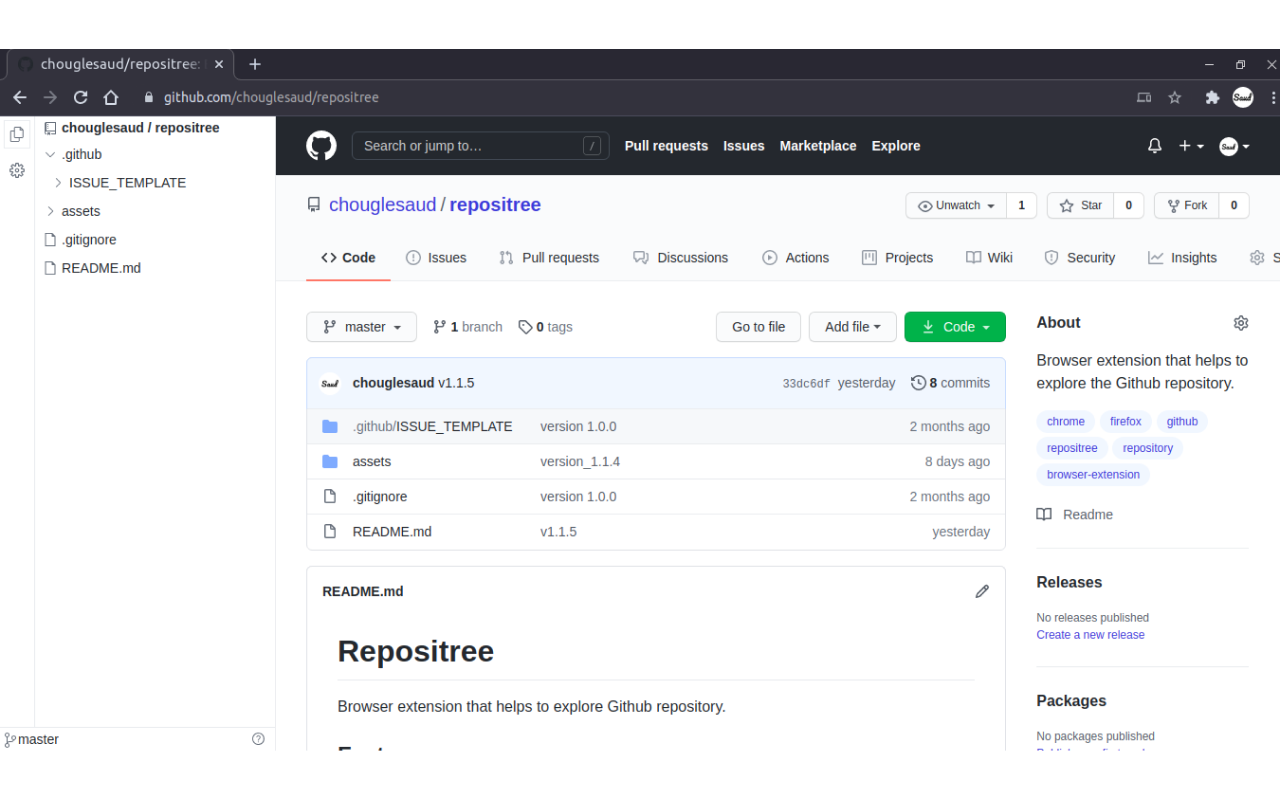 chouglesaud/repositree:
github.com/chouglesaud/repositree
Saud
chouglesaud / repositree
.github
ISSUE_TEMPLATE
assets
.gitignore
README.md
master
Search or jump to…
/
Pull requests
Issues
Marketplace
Explore
Saud
chouglesaud / repositree
Unwatch
1
Star
0
Fork
0
Code
Issues
Pull requests
Discussions
Actions
Projects
Wiki
Security
Insights
S
master
1 branch
0 tags
Go to file
Add file
Code
Saud
chouglesaud v1.1.5
33dc6df yesterday
8 commits
.github/ISSUE_TEMPLATE version 1.0.0 2 months ago
assets version_1.1.4 8 days ago
.gitignore version 1.0.0 2 months ago
README.md v1.1.5 yesterday
README.md
Repositree
Browser extension that helps to explore Github repository.
About
Browser extension that helps to
explore the Github repository.
chrome firefox github
repositree repository
browser-extension
Readme
Releases
No releases published
Create a new release
Packages
No packages published